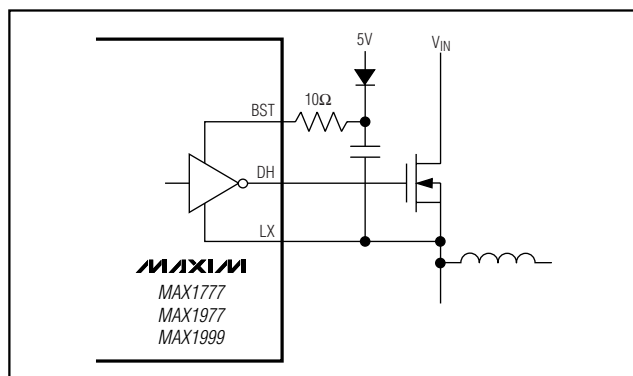 5V
V_IN
10Ω
BST
DH
LX
MAXIM
MAX1777
MAX1977
MAX1999